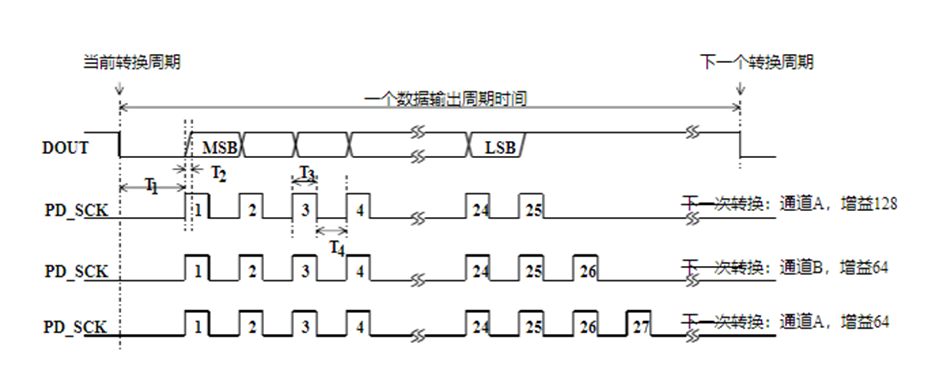 当前转换周期 下一个转换周期
一个数据输出周期时间
DOUT MSB LSB
T1 T2 T3
PD_SCK 1 2 3 4 24 25 下一次转换：通道A，增益128
T4
PD_SCK 1 2 3 4 24 25 26 下一次转换：通道B，增益64
PD_SCK 1 2 3 4 24 25 26 27 下一次转换：通道A，增益64